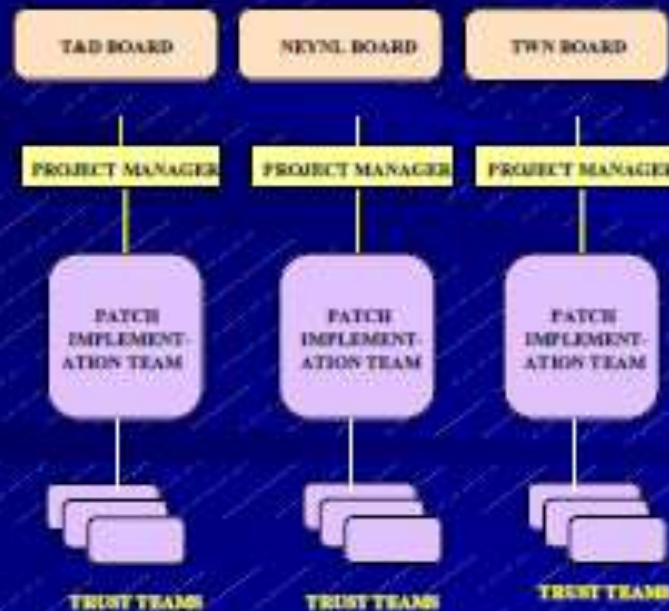 T&D BOARD
NEYNL BOARD
TWN BOARD
PROJECT MANAGER
PROJECT MANAGER
PROJECT MANAGER
PATCH
IMPLEMENT-
ATION TEAM
PATCH
IMPLEMENT-
ATION TEAM
PATCH
IMPLEMENT-
ATION TEAM
TRUST TEAMS
TRUST TEAMS
TRUST TEAMS